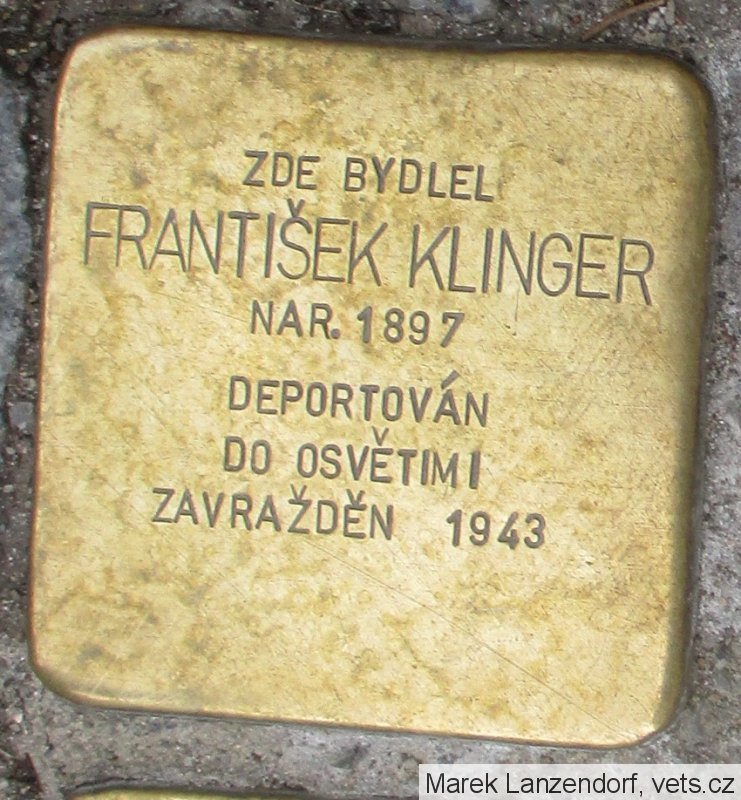 ZDE BYDLEL
FRANTIŠEK KLINGER
NAR. 1897
DEPORTOVÁN
DO OSVĚTIMI
ZAVRAŽDĚN 1943
Marek Lanzendorf, vets.cz